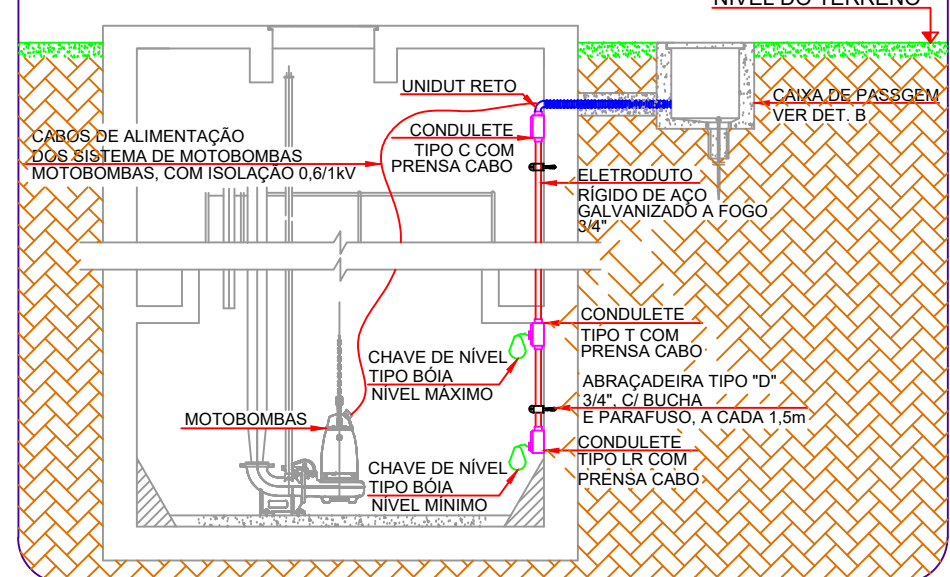 NÍVEL DO TERRENO
UNIDUT RETO
CAIXA DE PASSGEM
VER DET. B
CABOS DE ALIMENTAÇÃO
DOS SISTEMA DE MOTOBOMBAS
MOTOBOMBAS, COM ISOLAÇÃO 0,6/1kV
CONDULETE
TIPO C COM
PRENSA CABO
ELETRODUTO
RÍGIDO DE AÇO
GALVANIZADO A FOGO
3/4"
CONDULETE
TIPO T COM
PRENSA CABO
CHAVE DE NÍVEL
TIPO BÓIA
NÍVEL MÁXIMO
ABRAÇADEIRA TIPO "D"
3/4", C/ BUCHA
E PARAFUSO, A CADA 1,5m
MOTOBOMBAS
CONDULETE
TIPO LR COM
PRENSA CABO
CHAVE DE NÍVEL
TIPO BÓIA
NÍVEL MÍNIMO